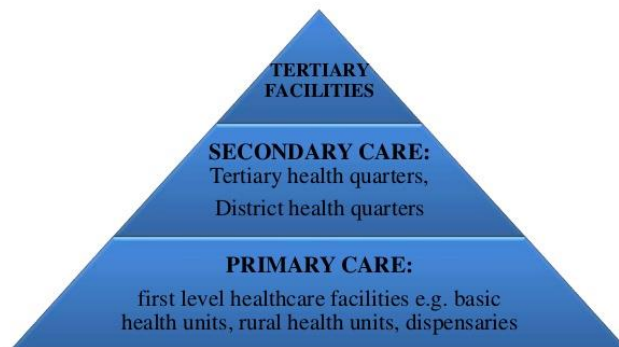 TERTIARY
FACILITIES
SECONDARY CARE:
Tertiary health quarters,
District health quarters
PRIMARY CARE:
first level healthcare facilities e.g. basic
health units, rural health units, dispensaries